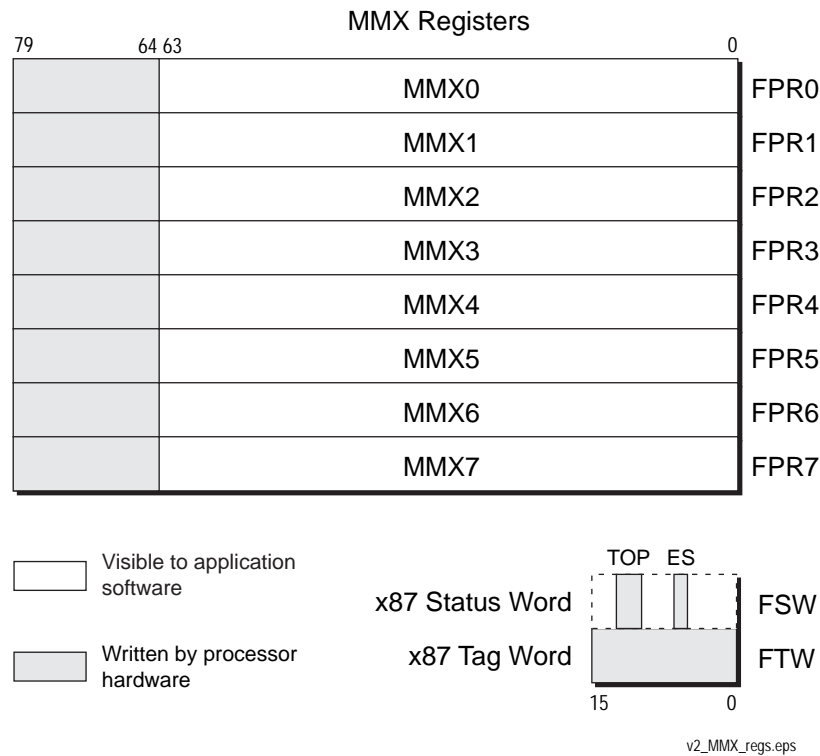 MMX Registers
79 64 63 0
MMX0 FPR0
MMX1 FPR1
MMX2 FPR2
MMX3 FPR3
MMX4 FPR4
MMX5 FPR5
MMX6 FPR6
MMX7 FPR7
Visible to application
software
Written by processor
hardware
TOP ES
x87 Status Word FSW
x87 Tag Word FTW
15 0
v2_MMX_regs.eps